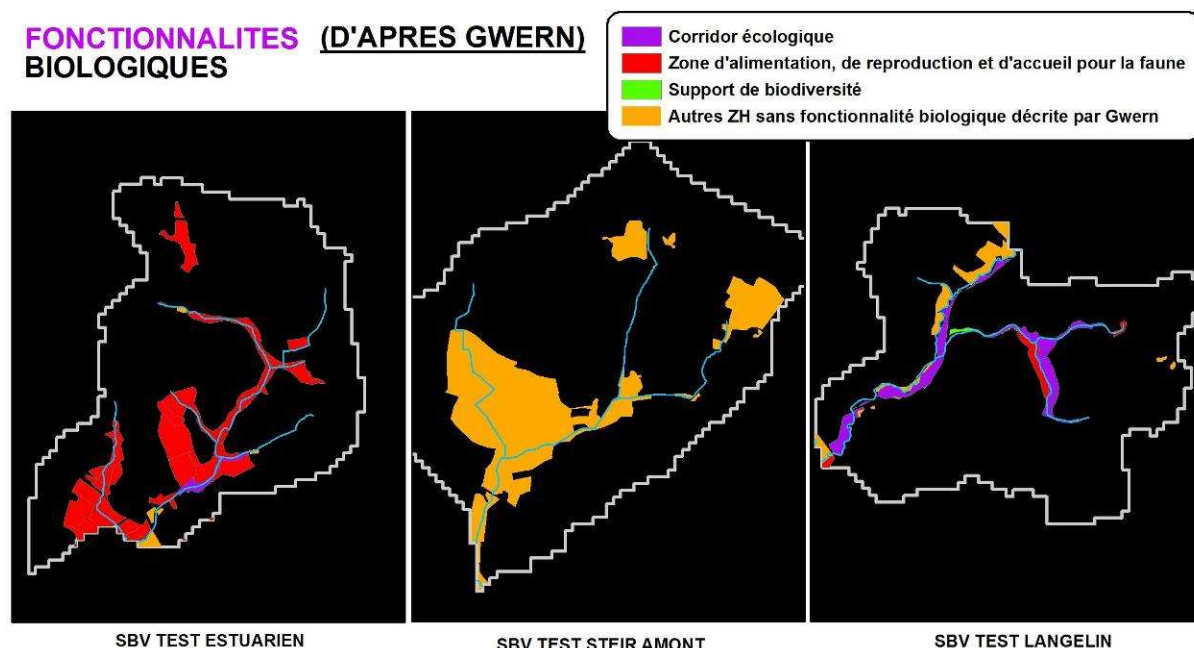 FONCTIONNALITES (D'APRES GWERN)
BIOLOGIQUES
Corridor écologique
Zone d'alimentation, de reproduction et d'accueil pour la faune
Support de biodiversité
Autres ZH sans fonctionnalité biologique décrite par Gwern
SBV TEST ESTUARIEN
SBV TEST STEIR AMONT
SBV TEST LANGELIN